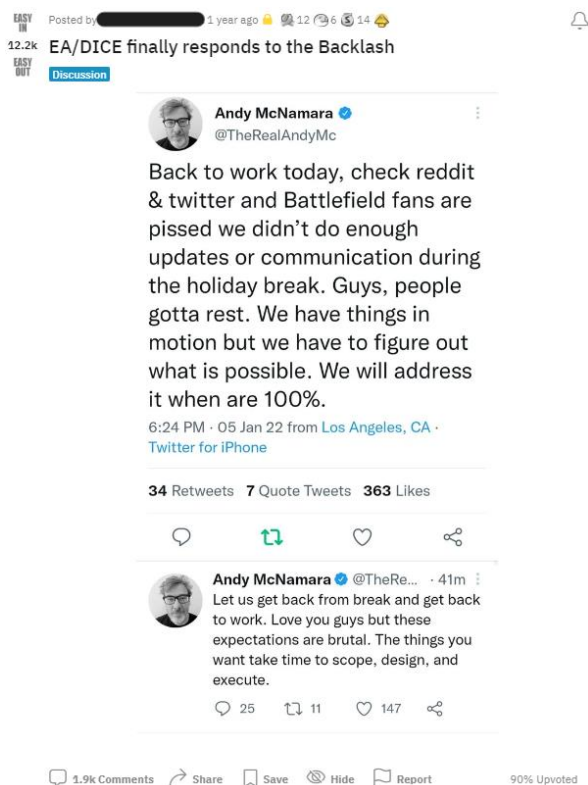 EASY
IN
Posted by 1 year ago 12 6 14
12.2k
EA/DICE finally responds to the Backlash
EASY
OUT
Discussion
Andy McNamara
@TheRealAndyMc
Back to work today, check reddit
& twitter and Battlefield fans are
pissed we didn't do enough
updates or communication during
the holiday break. Guys, people
gotta rest. We have things in
motion but we have to figure out
what is possible. We will address
it when are 100%.
6:24 PM · 05 Jan 22 from Los Angeles, CA ·
Twitter for iPhone
34 Retweets 7 Quote Tweets 363 Likes
Andy McNamara @TheRe... · 41m
Let us get back from break and get back
to work. Love you guys but these
expectations are brutal. The things you
want take time to scope, design, and
execute.
25 11 147
1.9k Comments Share Save Hide Report 90% Upvoted